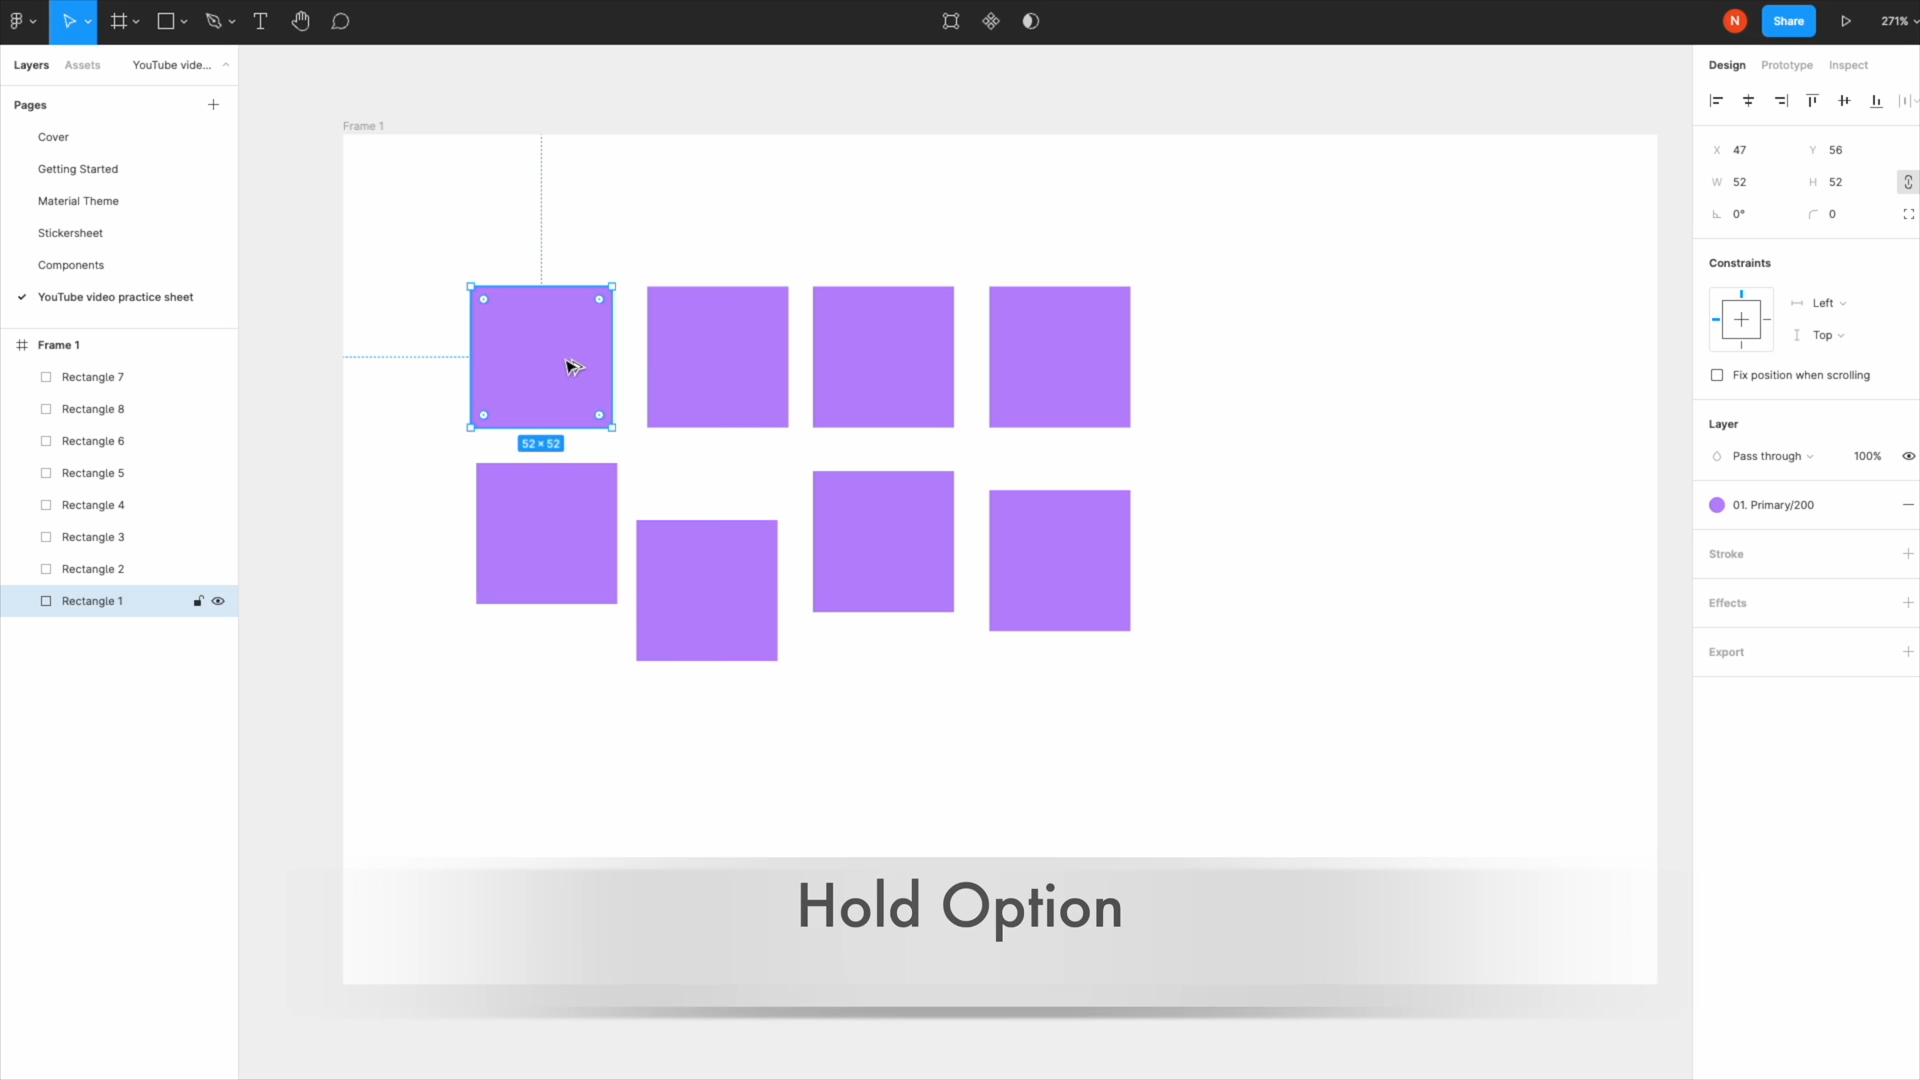 N
Share
271%
Layers
Assets
YouTube vide...
Design
Prototype
Inspect
Pages
Cover
Getting Started
Material Theme
Stickersheet
Components
YouTube video practice sheet
Frame 1
Rectangle 7
Rectangle 8
Rectangle 6
Rectangle 5
Rectangle 4
Rectangle 3
Rectangle 2
Rectangle 1
Frame 1
52 × 52
Hold Option
X 47
Y 56
W 52
H 52
0°
0
Constraints
Left
Top
Fix position when scrolling
Layer
Pass through
100%
01. Primary/200
Stroke
Effects
Export